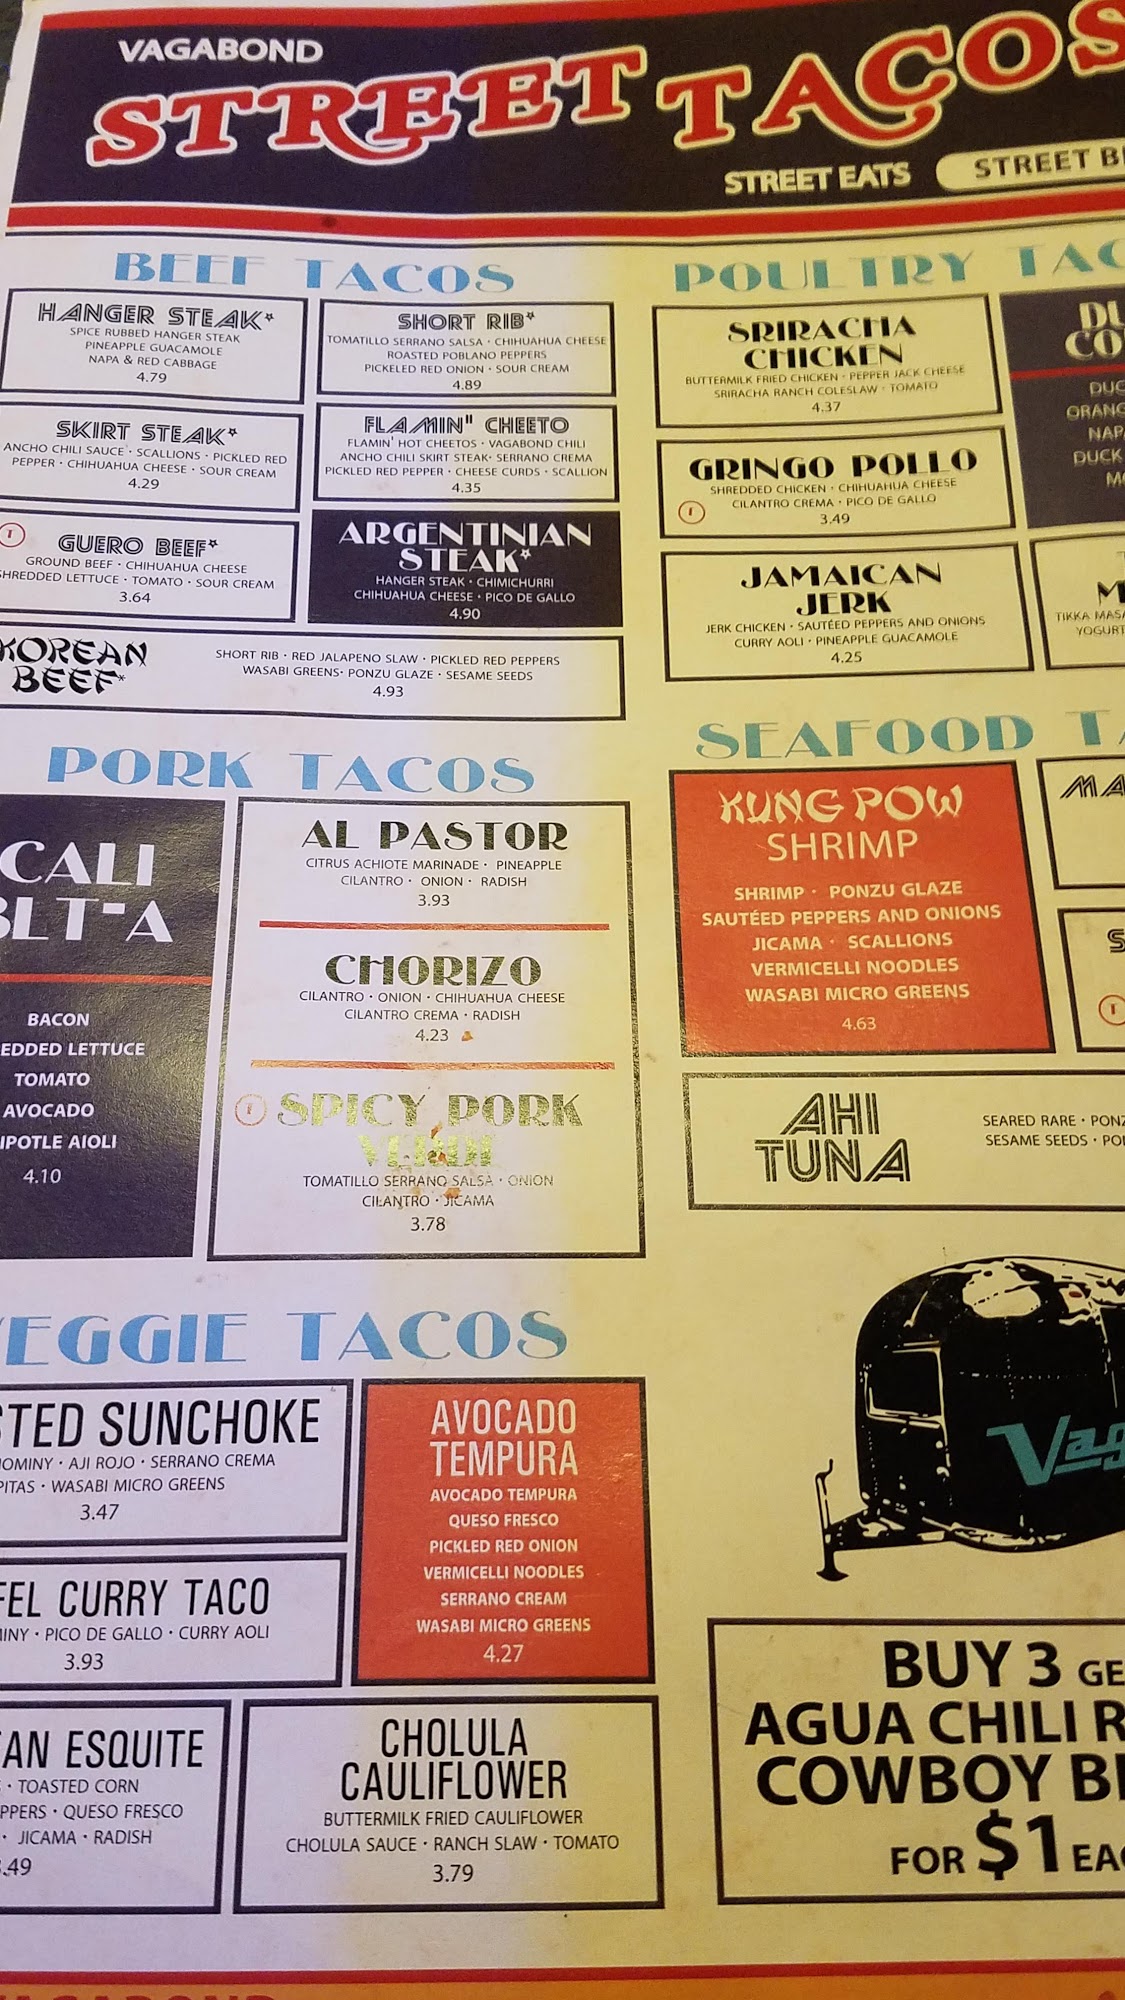 VAGABOND
STREET TACOS
STREET EATS
STREET
BEEF TACOS
HANGER STEAK*
SPICE RUBBED HANGER STEAK
PINEAPPLE GUACAMOLE
NAPA & RED CABBAGE
4.79
SHORT RIB*
TOMATILLO SERRANO SALSA · CHIHUAHUA CHEESE
ROASTED POBLANO PEPPERS
PICKELED RED ONION · SOUR CREAM
4.89
SKIRT STEAK*
ANCHO CHILI SAUCE · SCALLIONS · PICKLED RED
PEPPER · CHIHUAHUA CHEESE · SOUR CREAM
4.29
FLAMIN" CHEETO
FLAMIN' HOT CHEETOS · VAGABOND CHILI
ANCHO CHILI SKIRT STEAK· SERRANO CREMA
PICKLED RED PEPPER · CHEESE CURDS · SCALLION
4.35
GUERO BEEF*
GROUND BEEF · CHIHUAHUA CHEESE
SHREDDED LETTUCE · TOMATO · SOUR CREAM
3.64
ARGENTINIAN
STEAK*
HANGER STEAK · CHIMICHURRI
CHIHUAHUA CHEESE · PICO DE GALLO
4.90
KOREAN
BEEF*
SHORT RIB · RED JALAPENO SLAW · PICKLED RED PEPPERS
WASABI GREENS· PONZU GLAZE · SESAME SEEDS
4.93
PORK TACOS
CALI
BLT-A
BACON
TOMATO
AVOCADO
AIOLI
4.10
AL PASTOR
CITRUS ACHIOTE MARINADE · PINEAPPLE
CILANTRO · ONION · RADISH
3.93
CHORIZO
CILANTRO · ONION · CHIHUAHUA CHEESE
CILANTRO CREMA · RADISH
4.23
SPICY PORK
VERDE
TOMATILLO SERRANO SALSA · ONION
CILANTRO · JICAMA
3.78
VEGGIE TACOS
SUNCHOKE
HOMINY · AJI ROJO · SERRANO CREMA
WASABI MICRO GREENS
3.47
AVOCADO
TEMPURA
AVOCADO TEMPURA
QUESO FRESCO
PICKLED RED ONION
VERMICELLI NOODLES
SERRANO CREAM
WASABI MICRO GREENS
4.27
CURRY TACO
· PICO DE GALLO · CURRY AOLI
3.93
ESQUITE
· TOASTED CORN
· QUESO FRESCO
· JICAMA · RADISH
.49
CHOLULA
CAULIFLOWER
BUTTERMILK FRIED CAULIFLOWER
CHOLULA SAUCE · RANCH SLAW · TOMATO
3.79
POULTRY
SRIRACHA
CHICKEN
BUTTERMILK FRIED CHICKEN · PEPPER JACK CHEESE
SRIRACHA RANCH COLESLAW · TOMATO
4.37
GRINGO POLLO
SHREDDED CHICKEN · CHIHUAHUA CHEESE
CILANTRO CREMA · PICO DE GALLO
3.49
JAMAICAN
JERK
JERK CHICKEN · SAUTÉED PEPPERS AND ONIONS
CURRY AOLI · PINEAPPLE GUACAMOLE
4.25
DUCK
TIKKA
YOGURT
SEAFOOD
KUNG POW
SHRIMP
SHRIMP · PONZU GLAZE
SAUTÉED PEPPERS AND ONIONS
JICAMA · SCALLIONS
VERMICELLI NOODLES
WASABI MICRO GREENS
4.63
AHI
TUNA
SEARED RARE ·
SESAME SEEDS ·
BUY 3
AGUA CHILI
COWBOY
FOR $1